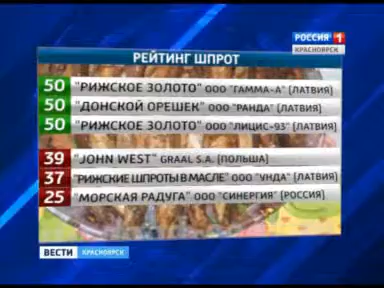 РОССИЯ 1
КРАСНОЯРСК
РЕЙТИНГ ШПРОТ
50 "РИЖСКОЕ ЗОЛОТО" ООО "ГАММА-А" (ЛАТВИЯ)
50 "ДОНСКОЙ ОРЕШЕК" ООО "РАНДА" (ЛАТВИЯ)
50 "РИЖСКОЕ ЗОЛОТО" ООО "ЛИЦИС-93" (ЛАТВИЯ)
39 "JOHN WEST" GRAAL S.A. (ПОЛЬША)
37 "РИЖСКИЕ ШПРОТЫ В МАСЛЕ" ООО "УНДА" (ЛАТВИЯ)
25 "МОРСКАЯ РАДУГА" ООО "СИНЕРГИЯ" (РОССИЯ)
ВЕСТИ КРАСНОЯРСК